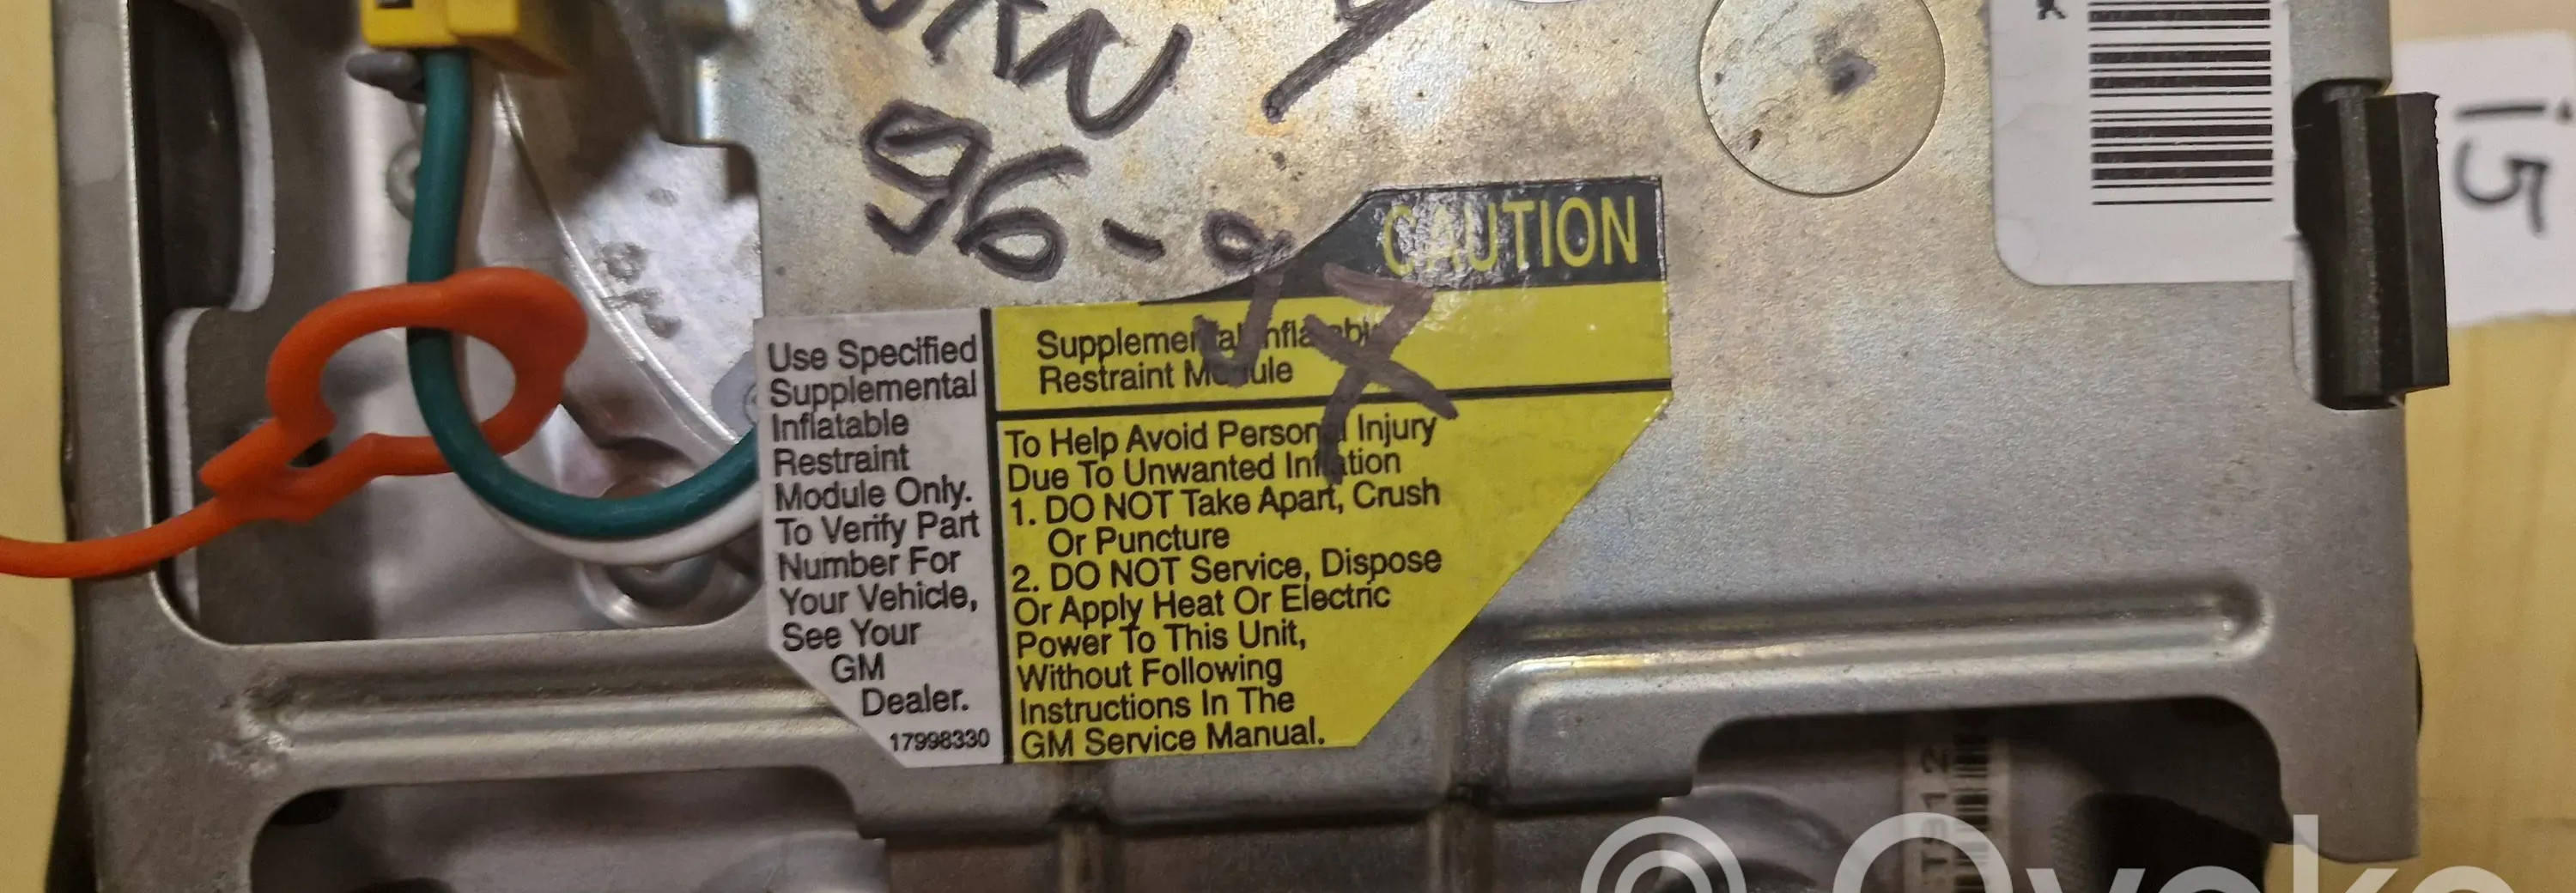 96-
CAUTION
Supplemental Inflatable
Restraint Module
To Help Avoid Personal Injury
Due To Unwanted Inflation
1. DO NOT Take Apart, Crush
Or Puncture
2. DO NOT Service, Dispose
Or Apply Heat Or Electric
Power To This Unit,
Without Following
Instructions In The
GM Service Manual.
Use Specified
Supplemental
Inflatable
Restraint
Module Only.
To Verify Part
Number For
Your Vehicle,
See Your
GM
Dealer.
17998330
15